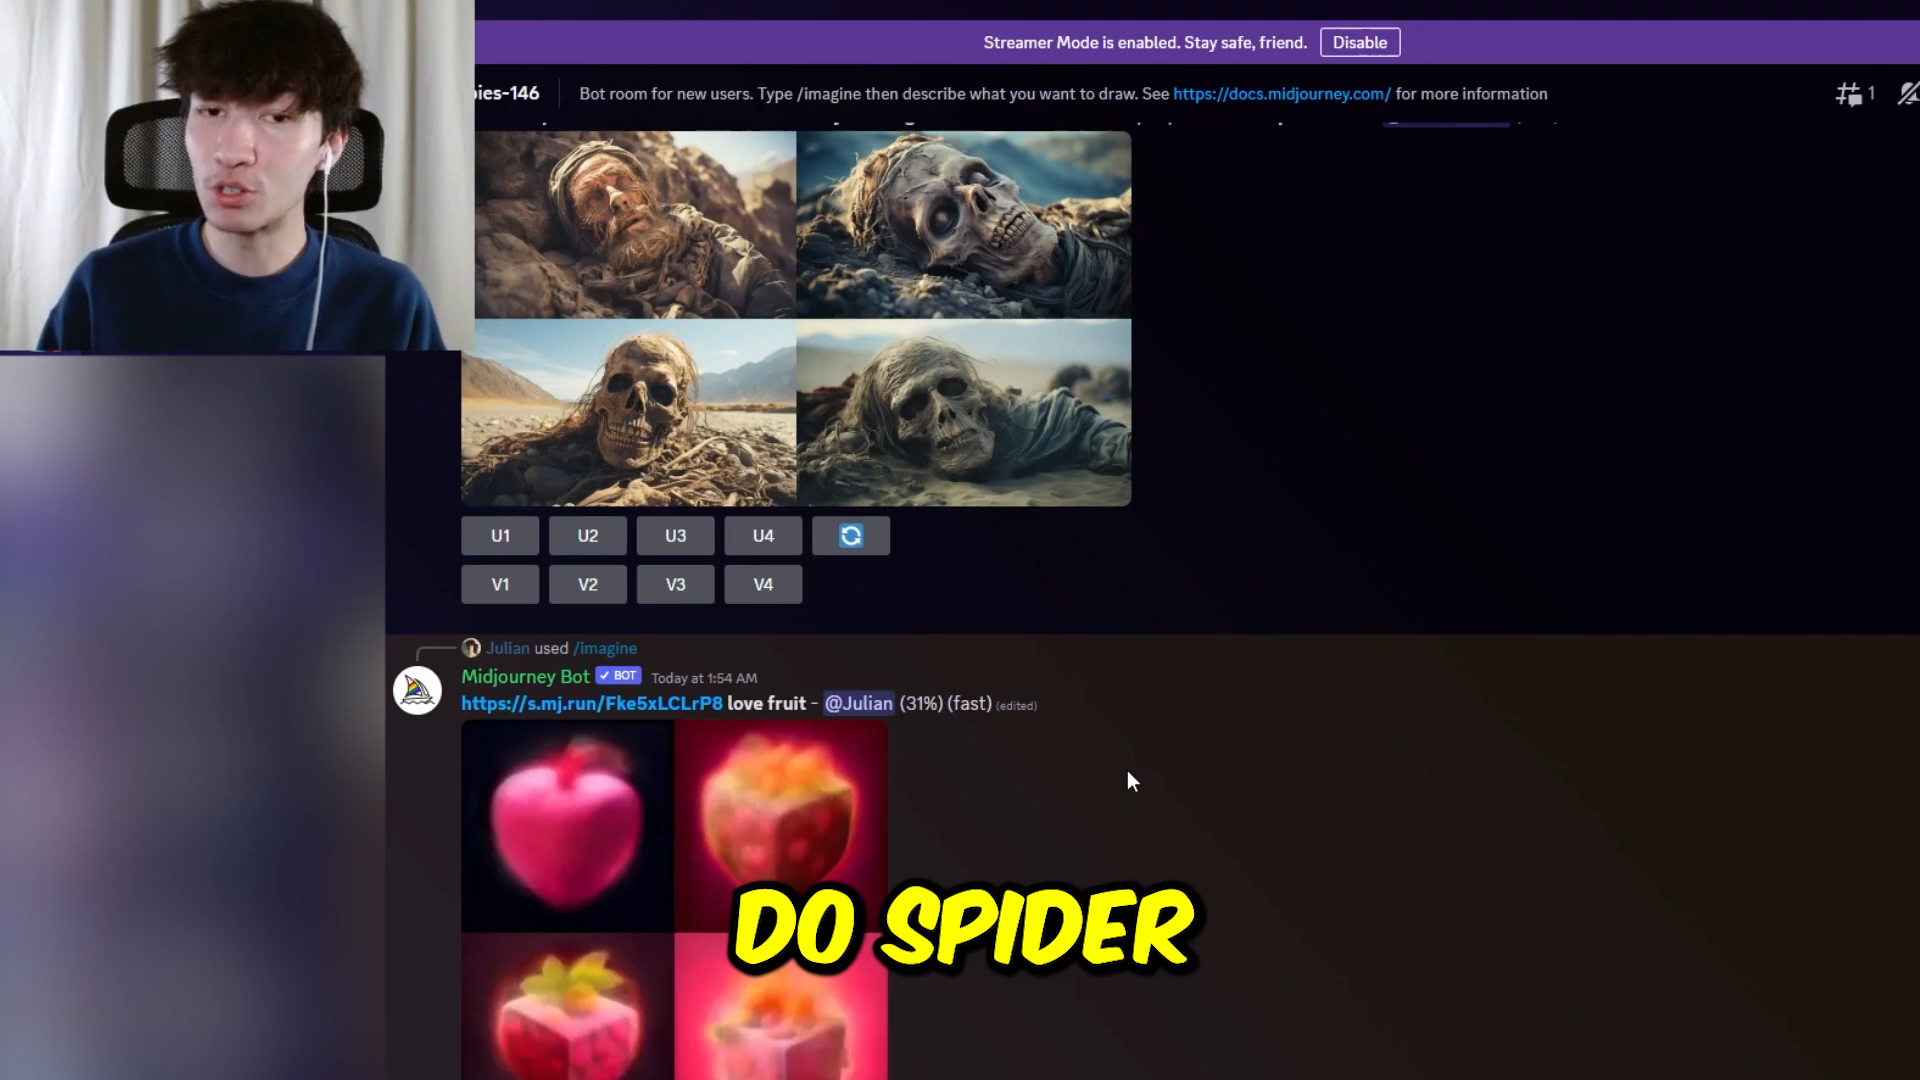 Streamer Mode is enabled. Stay safe, friend. Disable
ies-146 Bot room for new users. Type /imagine then describe what you want to draw. See https://docs.midjourney.com/ for more information 1
U1 U2 U3 U4
V1 V2 V3 V4
Julian used /imagine
Midjourney Bot BOT Today at 1:54 AM
https://s.mj.run/Fke5xLCLrP8 love fruit - @Julian (31%) (fast) (edited)
DO SPIDER